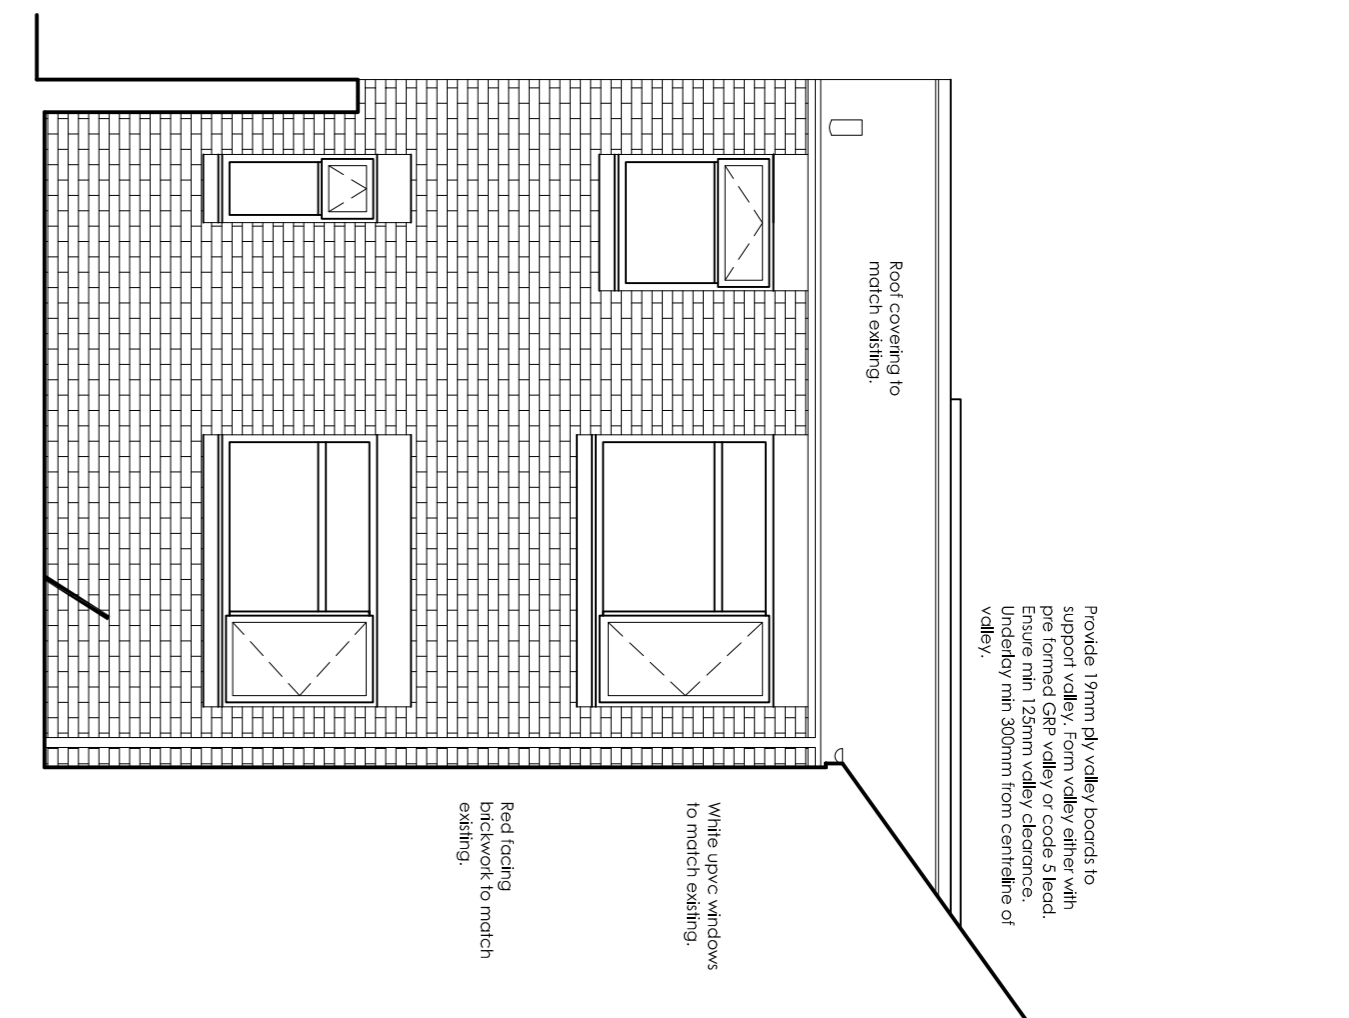 Provide 19mm ply valley boards to
support valley. Form valley either with
pre formed GRP valley or code 5 lead.
Ensure min 125mm valley clearance.
Underlay min 300mm from centreline of
valley.
Roof covering to
match existing.
White upvc windows
to match existing.
Red facing
brickwork to match
existing.